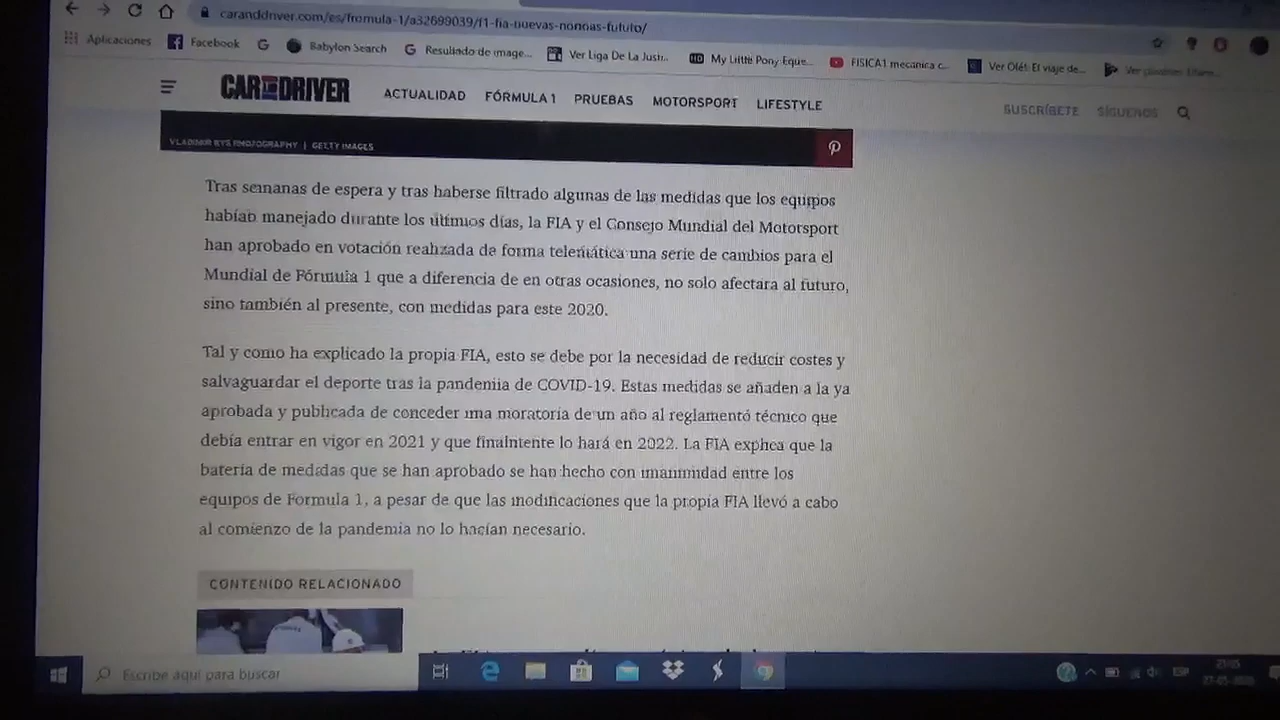 caranddriver.com/es/formula-1/a32699039/f1-fia-nuevas-normas-futuro/
Aplicaciones Facebook G Babylon Search Resultado de image... Ver Liga De La Justi... My Little Pony Eque... FISICA1 mecanica c... Ver Olé! El viaje de...
CAR AND DRIVER ACTUALIDAD FÓRMULA 1 PRUEBAS MOTORSPORT LIFESTYLE SUSCRÍBETE SÍGUENOS
VLADIMIR RYS PHOTOGRAPHY | GETTY IMAGES
Tras semanas de espera y tras haberse filtrado algunas de las medidas que los equipos
habían manejado durante los últimos días, la FIA y el Consejo Mundial del Motorsport
han aprobado en votación realizada de forma telemática una serie de cambios para el
Mundial de Fórmula 1 que a diferencia de en otras ocasiones, no solo afectara al futuro,
sino también al presente, con medidas para este 2020.
Tal y como ha explicado la propia FIA, esto se debe por la necesidad de reducir costes y
salvaguardar el deporte tras la pandemia de COVID-19. Estas medidas se añaden a la ya
aprobada y publicada de conceder una moratoria de un año al reglamentó técnico que
debía entrar en vigor en 2021 y que finalmente lo hará en 2022. La FIA explica que la
batería de medidas que se han aprobado se han hecho con unanimidad entre los
equipos de Formula 1, a pesar de que las modificaciones que la propia FIA llevó a cabo
al comienzo de la pandemia no lo hacían necesario.
CONTENIDO RELACIONADO
Escribe aquí para buscar